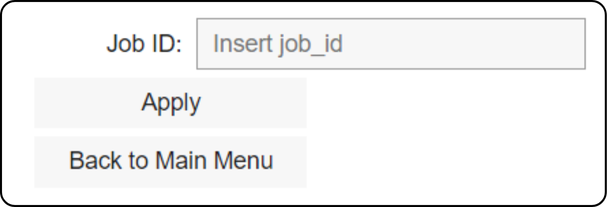 Job ID: Insert job_id
Apply
Back to Main Menu